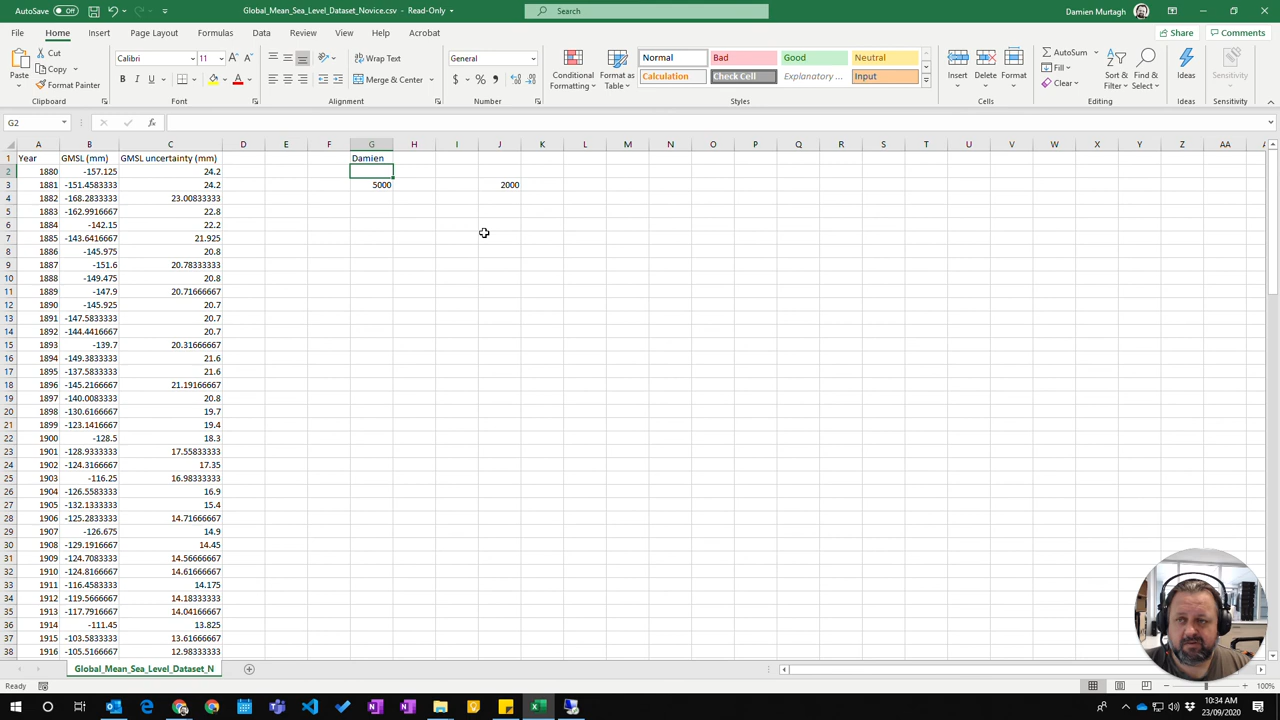 AutoSave Off Global_Mean_Sea_Level_Dataset_Novice.csv - Read-Only Search Damien Murtagh
File Home Insert Page Layout Formulas Data Review View Help Acrobat Share Comments
Paste Cut Copy Format Painter Clipboard
Calibri 11 B I U A A A Font
Wrap Text Merge & Center Alignment
General $ % , Number
Conditional Formatting Format as Table
Normal Bad Good Neutral
Calculation Check Cell Explanatory ... Input
Styles
Insert Delete Format Cells
AutoSum Fill Clear Sort & Filter Find & Select Editing
Ideas Ideas
Sensitivity Sensitivity
G2 fx
A B C D E F G H I J K L M N O P Q R S T U V W X Y Z AA
1 Year GMSL (mm) GMSL uncertainty (mm) Damien
2 1880 -157.125 24.2
3 1881 -151.4583333 24.2 5000 2000
4 1882 -168.2833333 23.00833333
5 1883 -162.9916667 22.8
6 1884 -142.15 22.2
7 1885 -143.6416667 21.925
8 1886 -145.975 20.8
9 1887 -151.6 20.78333333
10 1888 -149.475 20.8
11 1889 -147.9 20.71666667
12 1890 -145.925 20.7
13 1891 -147.5833333 20.7
14 1892 -144.4416667 20.7
15 1893 -139.7 20.31666667
16 1894 -149.3833333 21.6
17 1895 -137.5833333 21.6
18 1896 -145.2166667 21.19166667
19 1897 -140.0083333 20.8
20 1898 -130.6166667 19.7
21 1899 -123.1416667 19.4
22 1900 -128.5 18.3
23 1901 -128.9333333 17.55833333
24 1902 -124.3166667 17.35
25 1903 -116.25 16.98333333
26 1904 -126.5583333 16.9
27 1905 -132.1333333 15.4
28 1906 -125.2833333 14.71666667
29 1907 -126.675 14.9
30 1908 -129.1916667 14.45
31 1909 -124.7083333 14.56666667
32 1910 -124.8166667 14.61666667
33 1911 -116.4583333 14.175
34 1912 -119.5666667 14.18333333
35 1913 -117.7916667 14.04166667
36 1914 -111.45 13.825
37 1915 -103.5833333 13.61666667
38 1916 -105.5166667 12.98333333
Global_Mean_Sea_Level_Dataset_N
Ready 100%
10:34 AM
23/09/2020